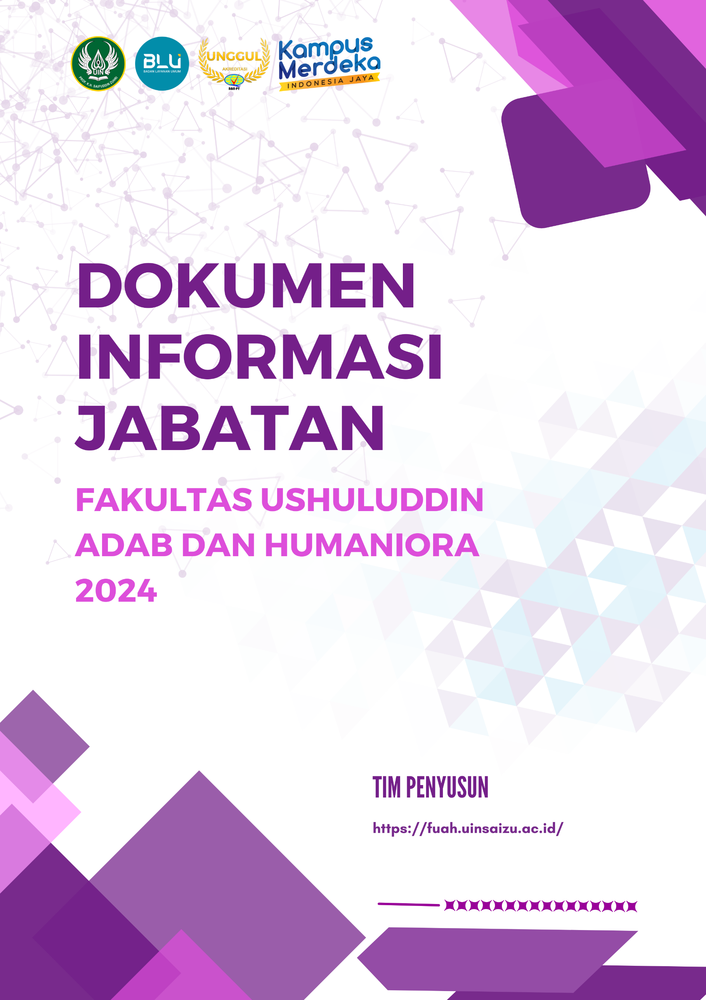 UIN
PROF. K.H. SAIFUDDIN ZUHRI
BLU
BADAN LAYANAN UMUM
UNGGUL
AKREDITASI
BAN-PT
Kampus
Merdeka
INDONESIA JAYA
DOKUMEN
INFORMASI
JABATAN
FAKULTAS USHULUDDIN
ADAB DAN HUMANIORA
2024
TIM PENYUSUN
https://fuah.uinsaizu.ac.id/